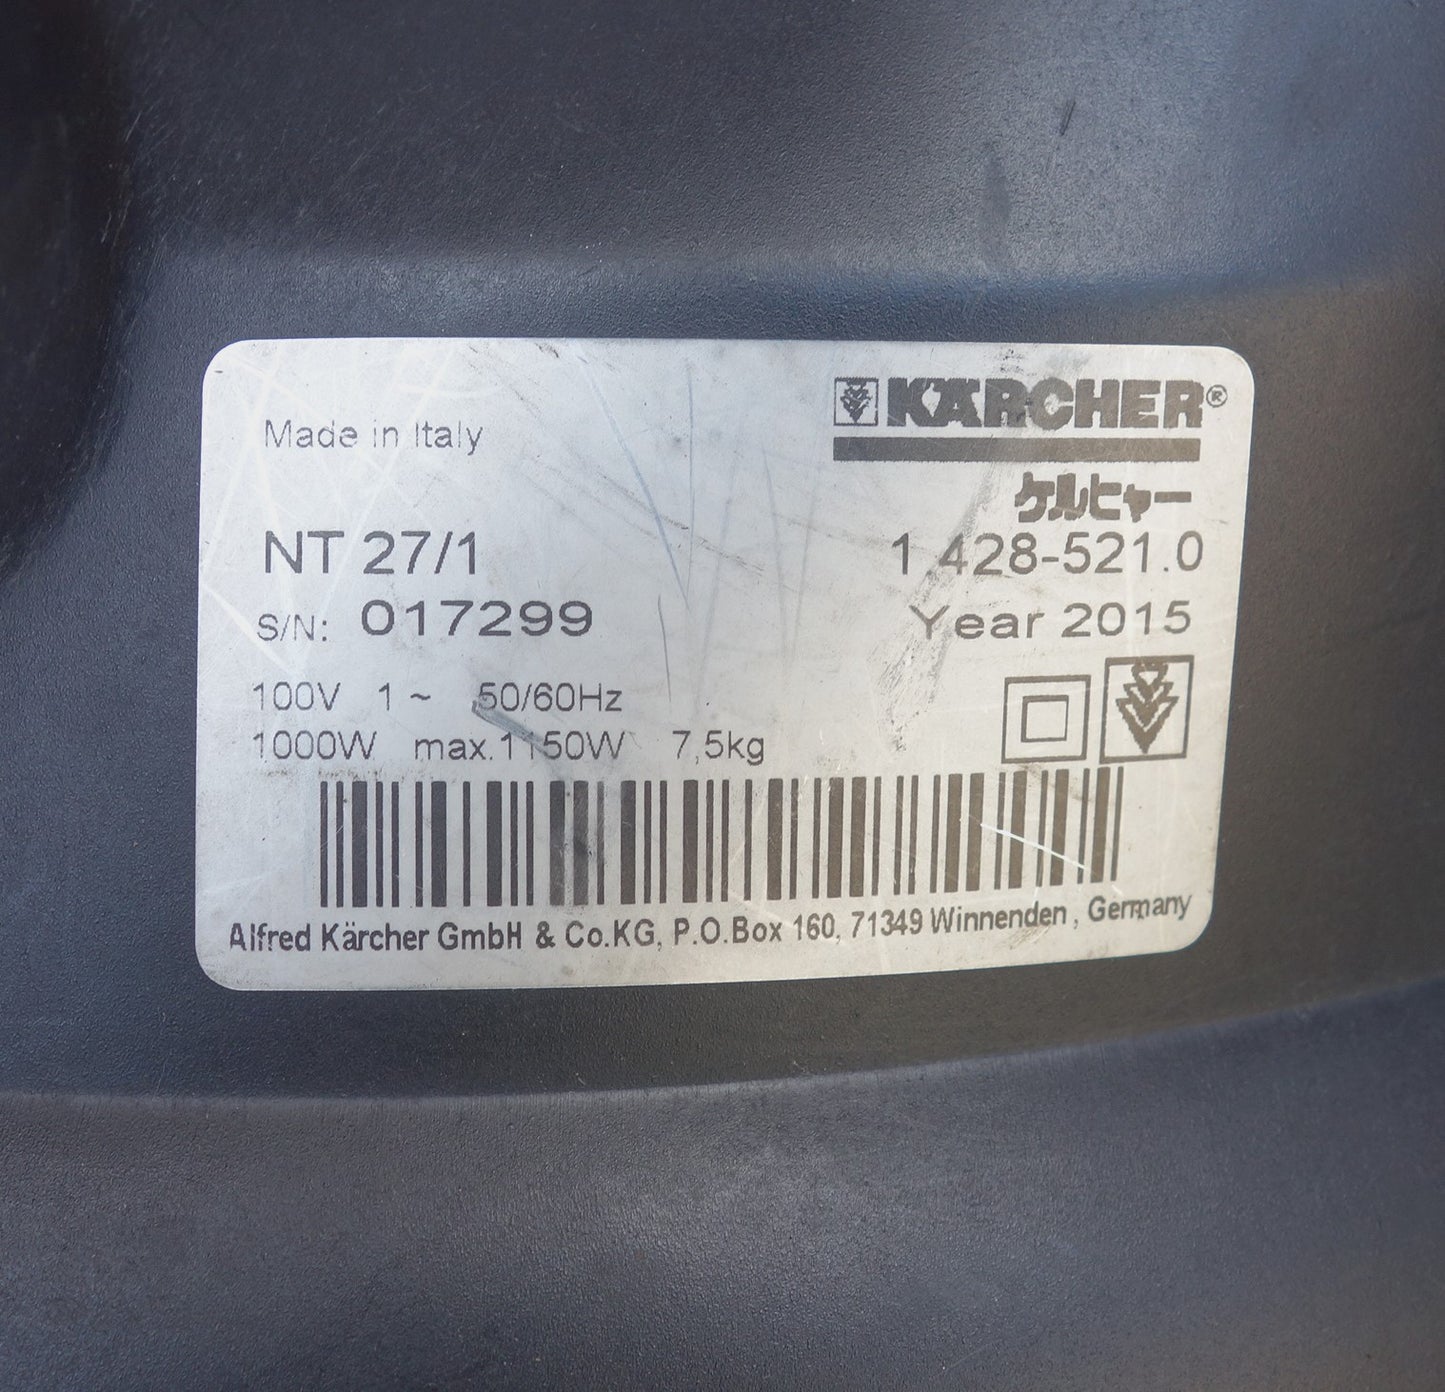 Made in Italy
KÄRCHER®
ケルヒャー
NT 27/1
1.428-521.0
S/N: 017299
Year 2015
100V 1 ~ 50/60Hz
1000W max.1150W 7,5kg
Alfred Kärcher GmbH & Co.KG, P.O.Box 160, 71349 Winnenden , Germany